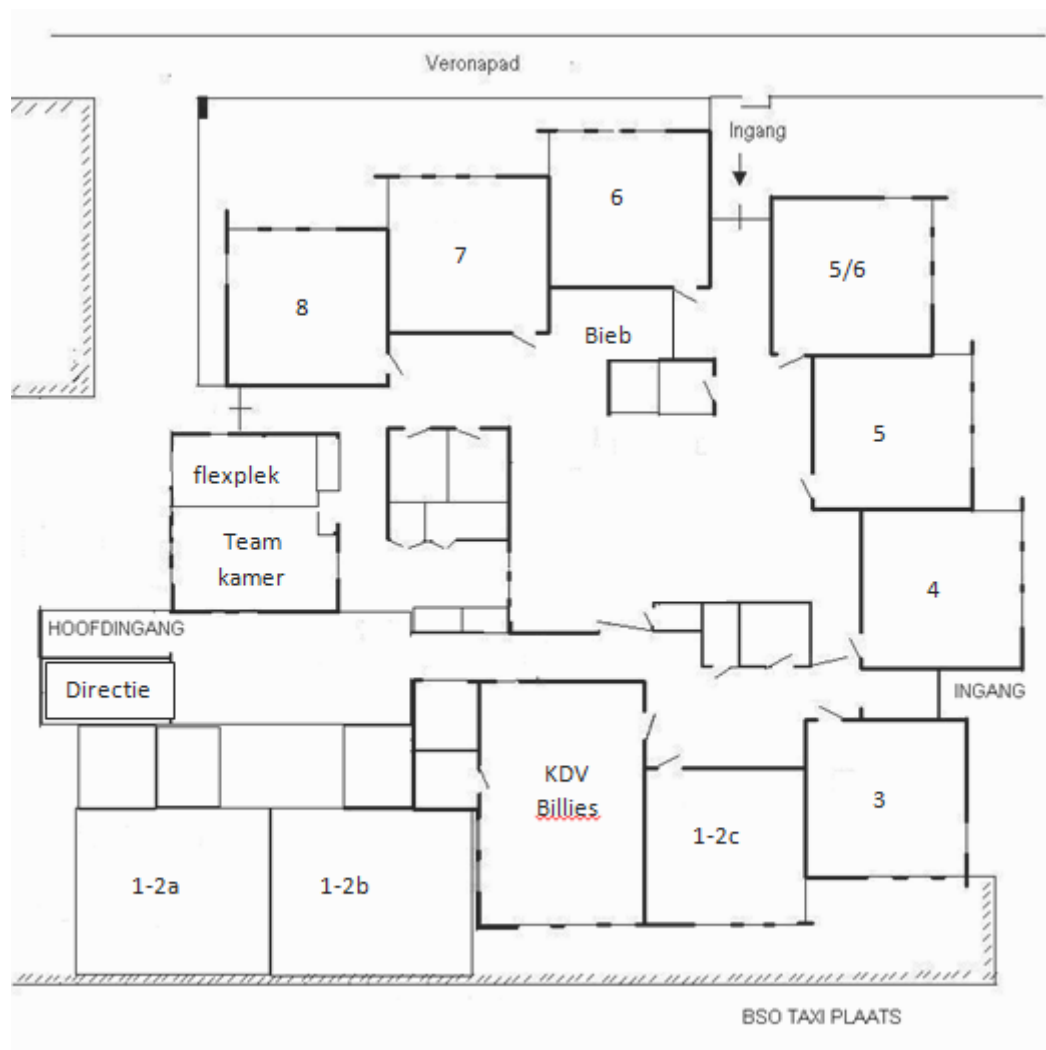 Veronapad
Ingang
6
7
5/6
8
Bieb
5
flexplek
Team
kamer
4
HOOFDINGANG
Directie
INGANG
KDV
Billies
3
1-2c
1-2a
1-2b
BSO TAXI PLAATS